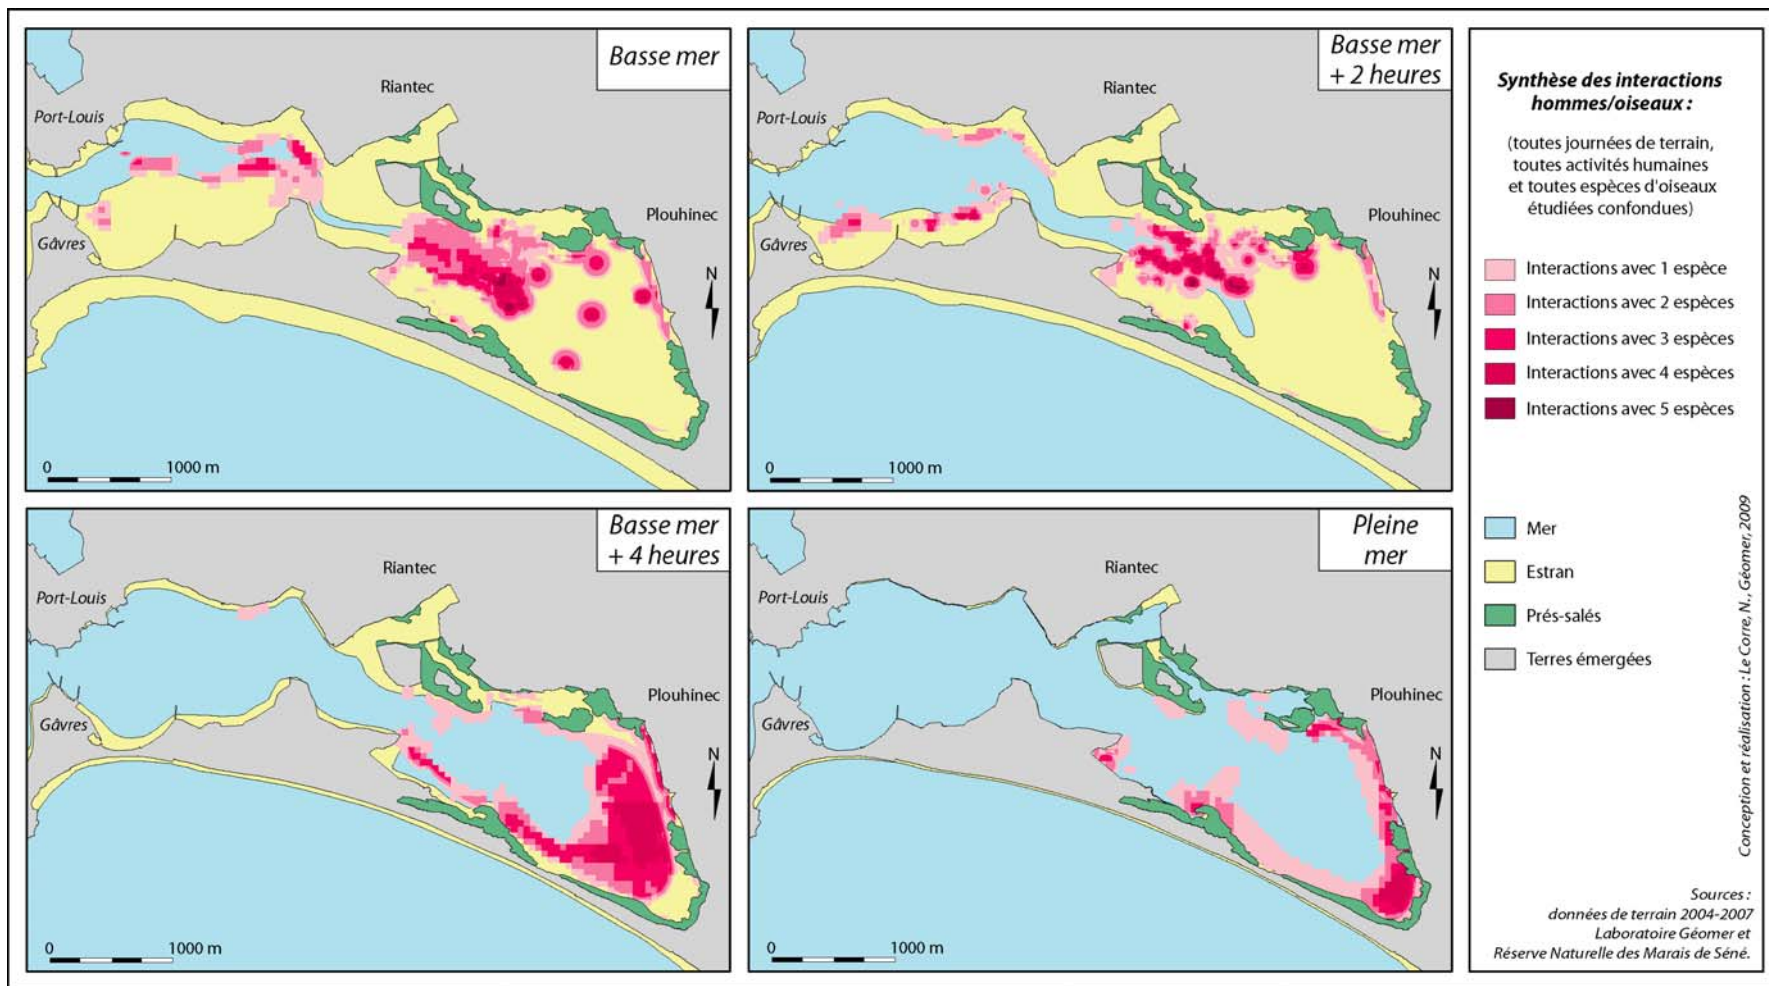 Basse mer
Riantec
Port-Louis
Plouhinec
Gâvres
N
0 1000 m
Basse mer
+ 2 heures
Riantec
Port-Louis
Plouhinec
Gâvres
N
0 1000 m
Basse mer
+ 4 heures
Riantec
Port-Louis
Plouhinec
Gâvres
N
0 1000 m
Pleine
mer
Riantec
Port-Louis
Plouhinec
Gâvres
N
0 1000 m
Synthèse des interactions
hommes/oiseaux :
(toutes journées de terrain,
toutes activités humaines
et toutes espèces d'oiseaux
étudiées confondues)
Interactions avec 1 espèce
Interactions avec 2 espèces
Interactions avec 3 espèces
Interactions avec 4 espèces
Interactions avec 5 espèces
Mer
Estran
Prés-salés
Terres émergées
Conception et réalisation : Le Corre, N., Géomer, 2009
Sources :
données de terrain 2004-2007
Laboratoire Géomer et
Réserve Naturelle des Marais de Séné.